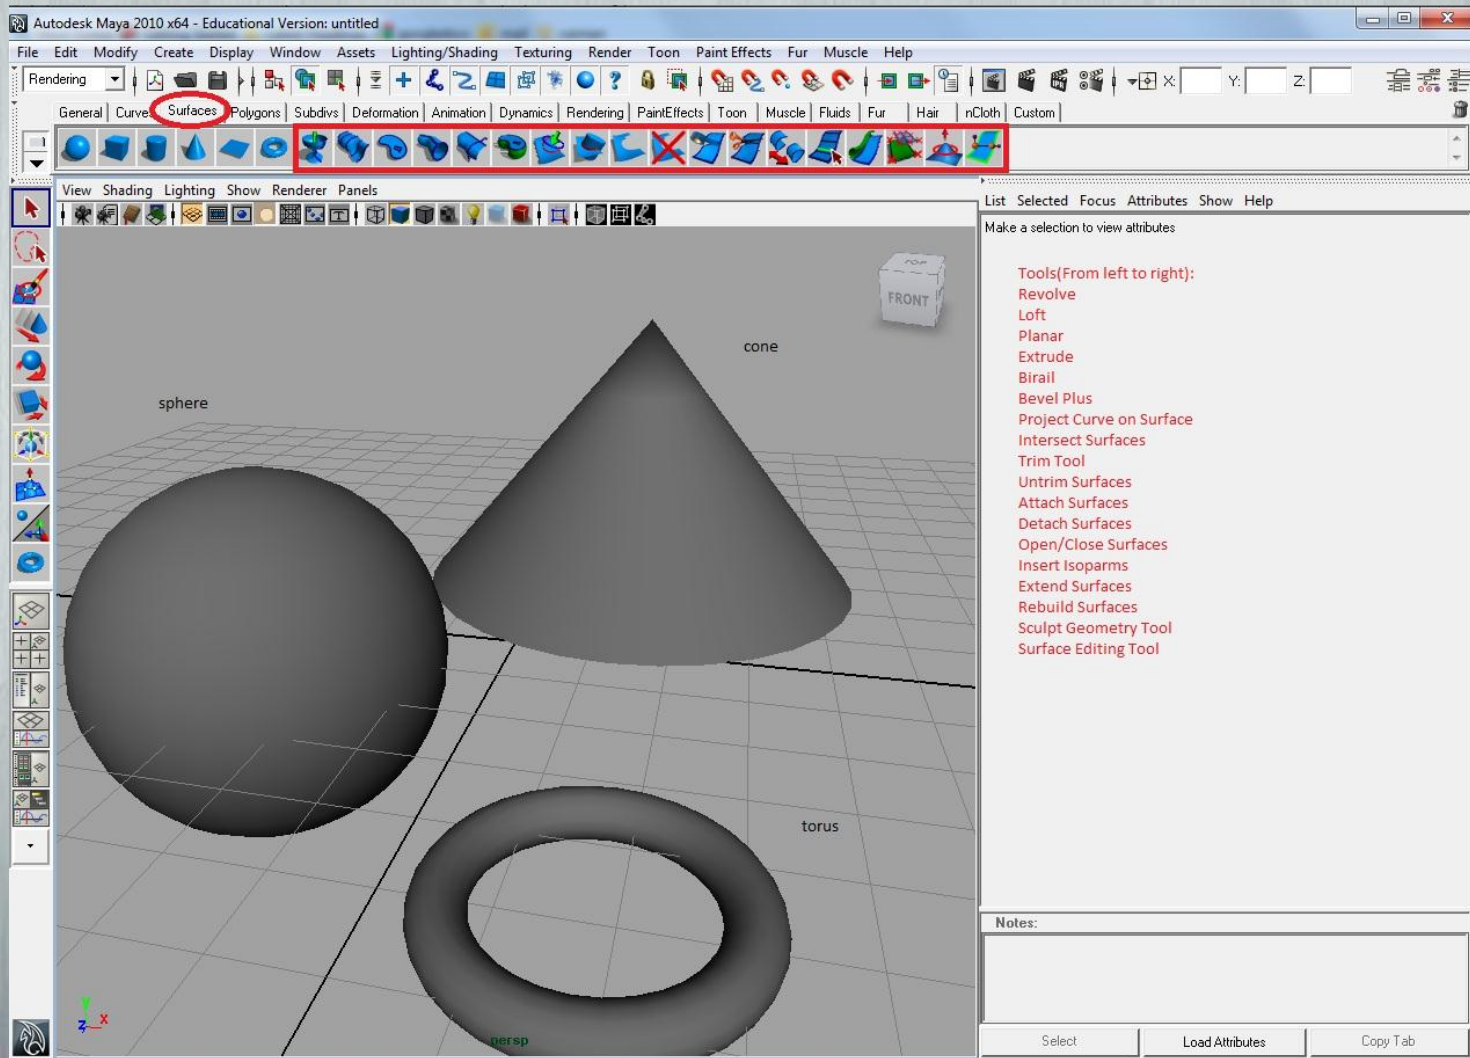 Autodesk Maya 2010 x64 - Educational Version: untitled
File Edit Modify Create Display Window Assets Lighting/Shading Texturing Render Toon Paint Effects Fur Muscle Help
Rendering X: Y: Z:
General Curve Surfaces Polygons Subdivs Deformation Animation Dynamics Rendering PaintEffects Toon Muscle Fluids Fur Hair nCloth Custom
View Shading Lighting Show Renderer Panels
List Selected Focus Attributes Show Help
Make a selection to view attributes
TOP
FRONT
cone
sphere
torus
Tools(From left to right):
Revolve
Loft
Planar
Extrude
Birail
Bevel Plus
Project Curve on Surface
Intersect Surfaces
Trim Tool
Untrim Surfaces
Attach Surfaces
Detach Surfaces
Open/Close Surfaces
Insert Isoparms
Extend Surfaces
Rebuild Surfaces
Sculpt Geometry Tool
Surface Editing Tool
Notes:
y
z x
persp
Select Load Attributes Copy Tab